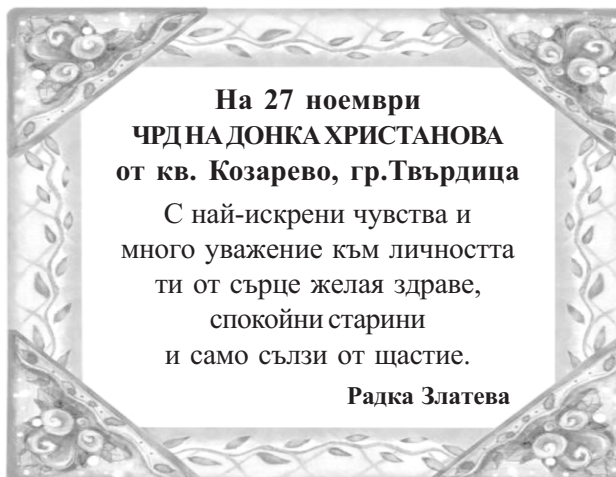 На 27 ноември
ЧРД НА ДОНКА ХРИСТАНОВА
от кв. Козарево, гр.Твърдица
С най-искрени чувства и
много уважение към личността
ти от сърце желая здраве,
спокойни старини
и само сълзи от щастие.
Радка Златева